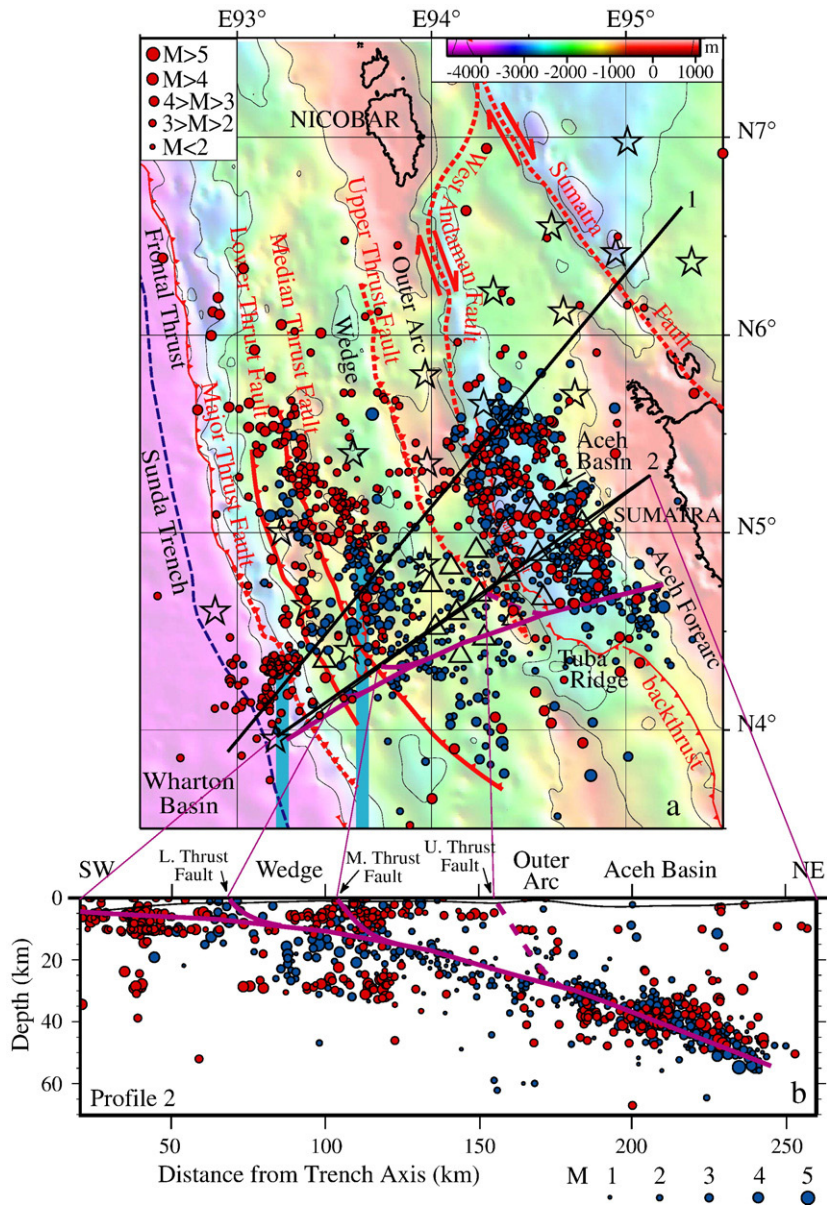 E93° E94° E95°
M>5
M>4
4>M>3
3>M>2
M<2
m
-4000 -3000 -2000 -1000 0 1000
NICOBAR
N7°
N6°
N5°
N4°
1
2
West Andaman Fault
Sumatra
Fault
Upper Thrust Fault
Outer Arc
Wedge
Median Thrust Fault
Lower Thrust Fault
Frontal Thrust
Major Thrust Fault
Sunda Trench
Aceh
Basin
SUMATRA
Aceh Forearc
Tuba
Ridge
backthrust
Wharton
Basin
a
SW
L. Thrust
Fault
Wedge
M. Thrust
Fault
U. Thrust
Fault
Outer
Arc
Aceh Basin
NE
0
20
40
60
Depth (km)
Profile 2
b
50 100 150 200
Distance from Trench Axis (km)
M 1 2 3 4 5